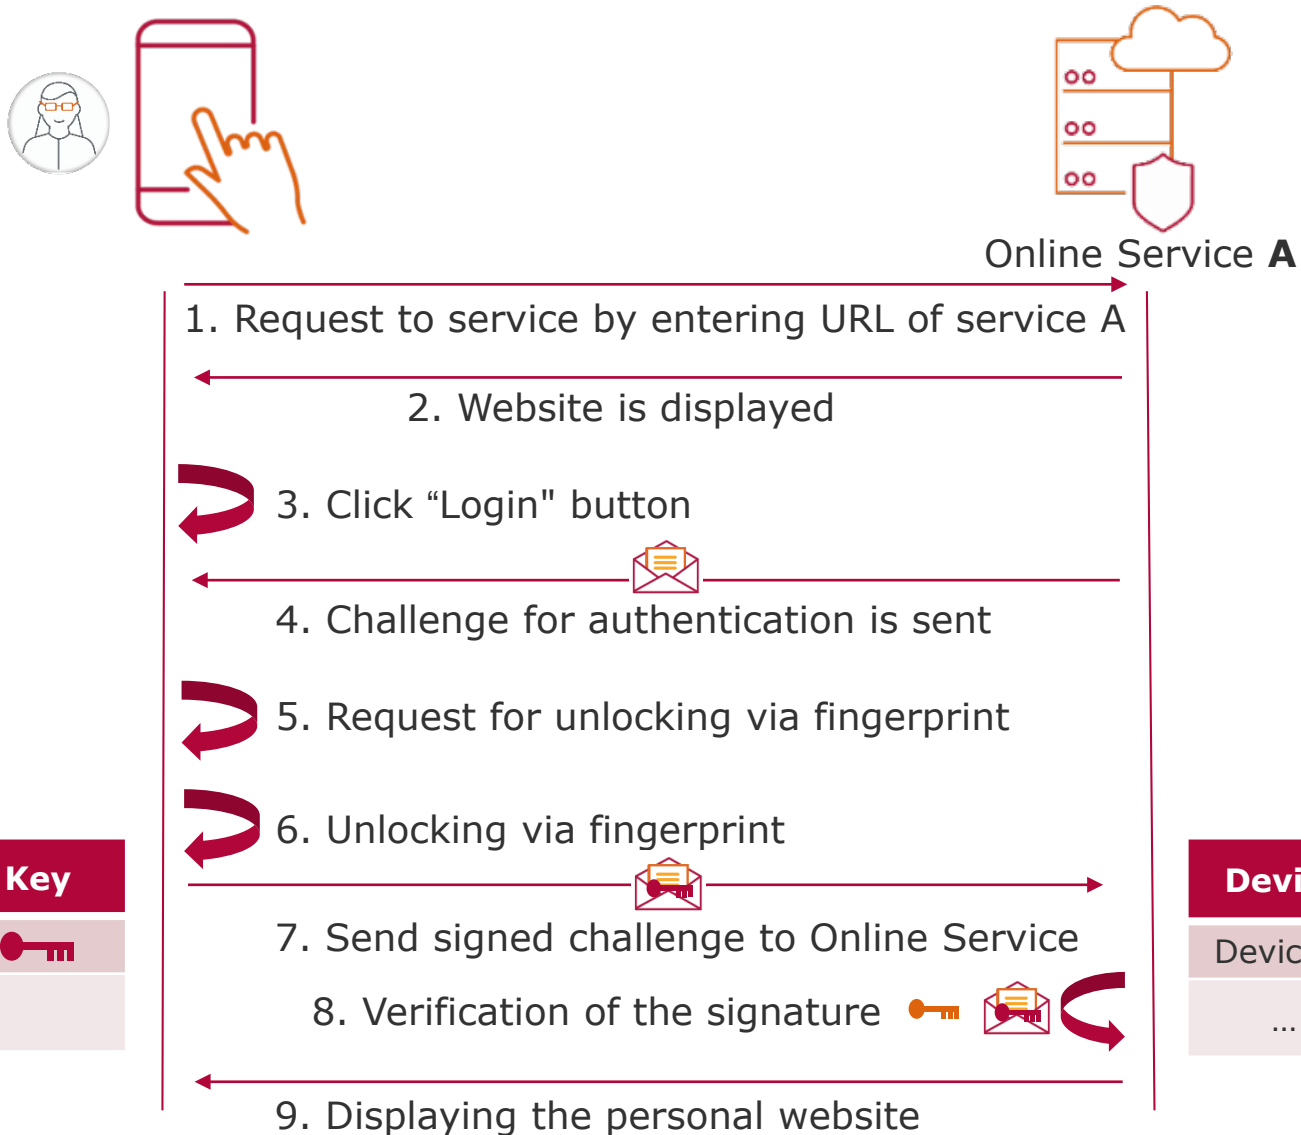 Online Service A
1. Request to service by entering URL of service A
2. Website is displayed
3. Click “Login" button
4. Challenge for authentication is sent
5. Request for unlocking via fingerprint
6. Unlocking via fingerprint
Key
7. Send signed challenge to Online Service
8. Verification of the signature
...
9. Displaying the personal website